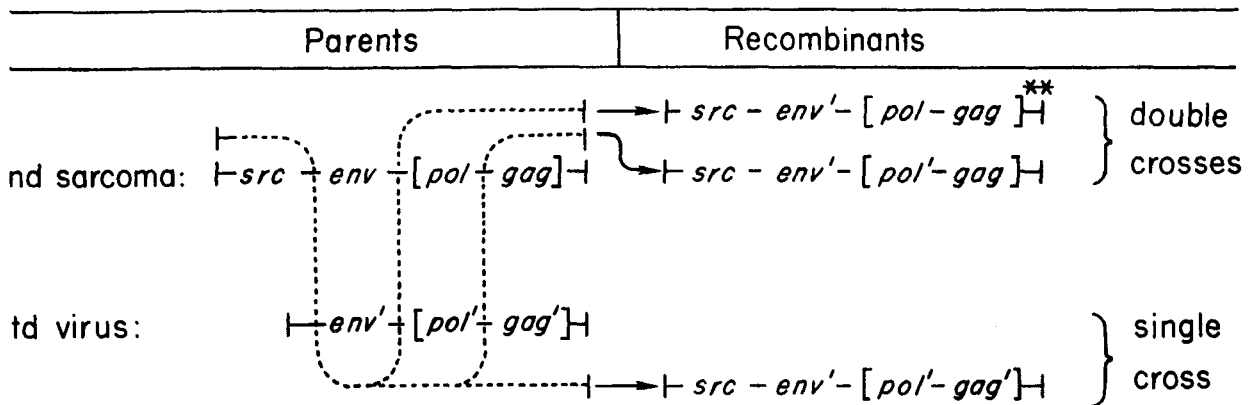 Parents Recombinants
⊢ src - env' - [pol - gag]⊣ ** double
nd sarcoma: ⊢ src - env - [pol - gag]⊣ ⊢ src - env' - [pol' - gag]⊣ crosses
td virus: ⊢ env' - [pol' - gag']⊣ single
⊢ src - env' - [pol' - gag']⊣ cross